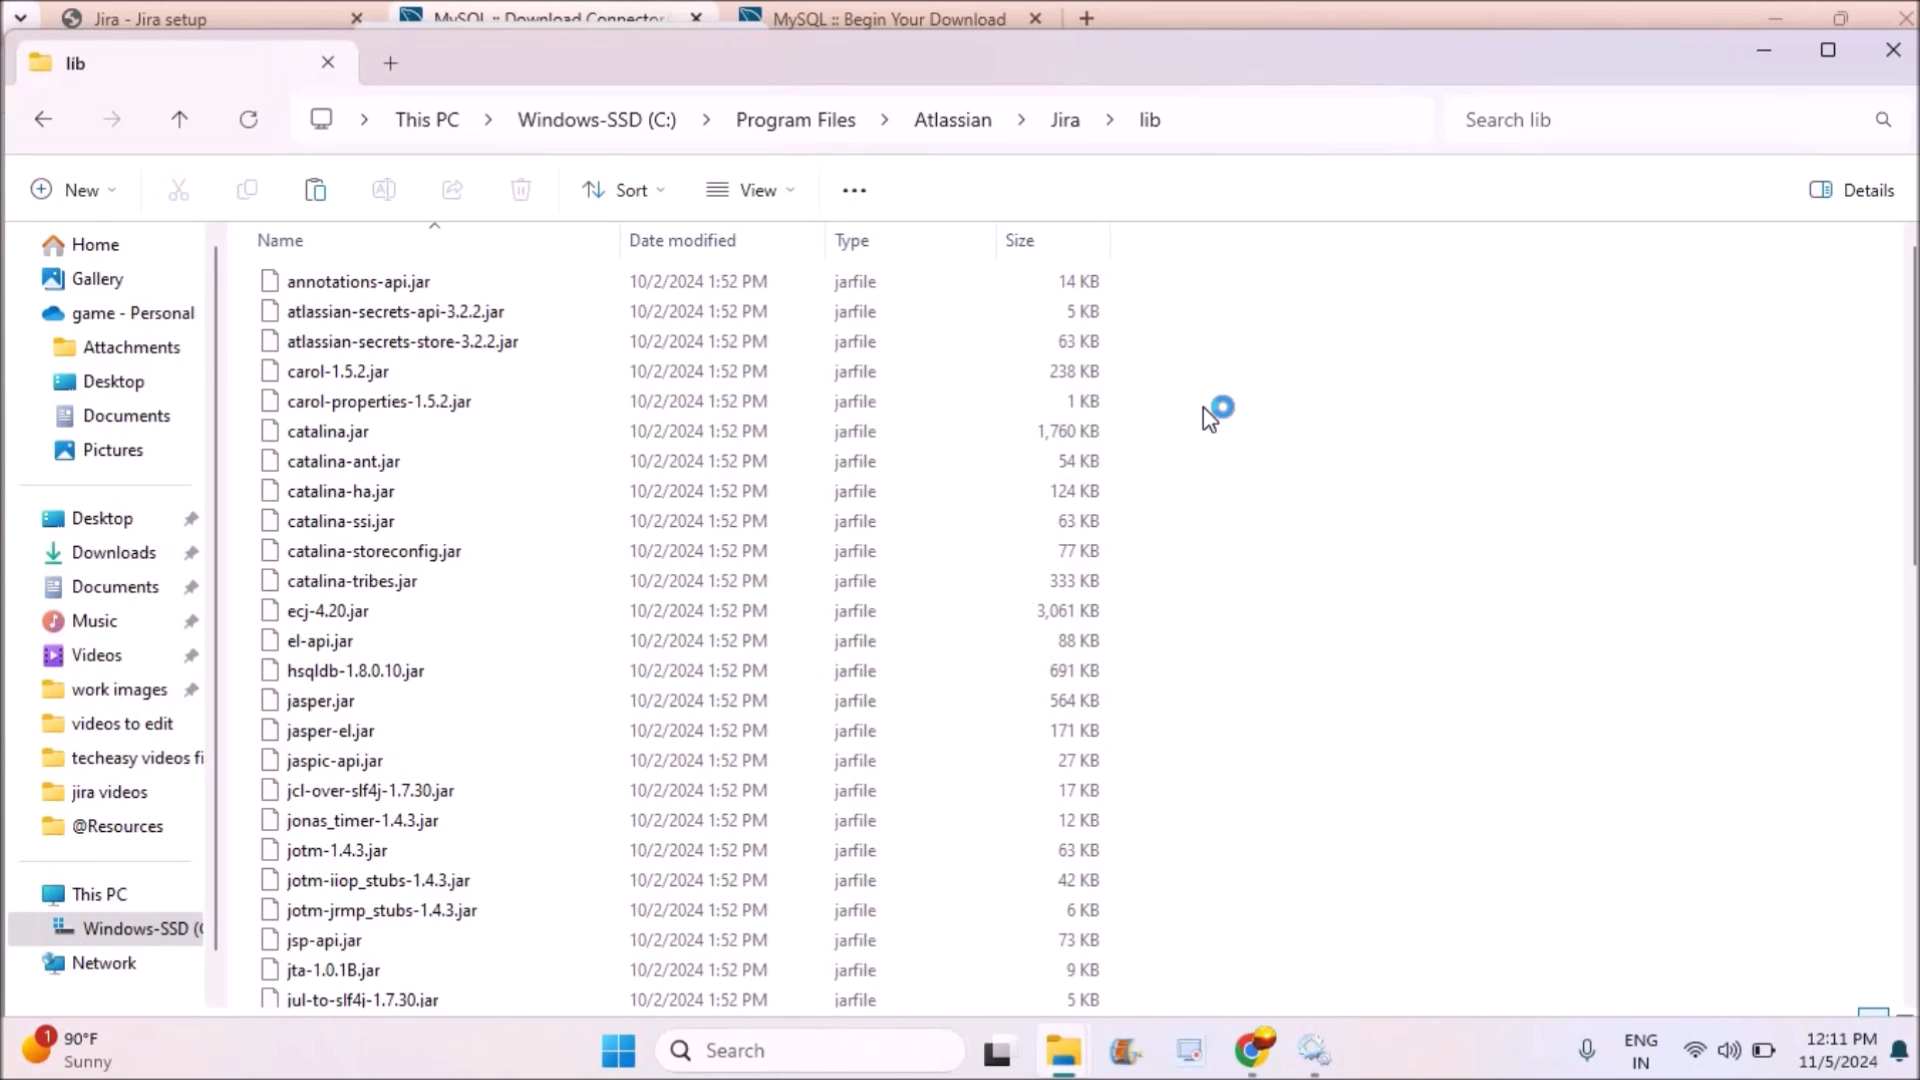 Jira - Jira setup
MySQL :: Download Connector/
MySQL :: Begin Your Download
lib
This PC > Windows-SSD (C:) > Program Files > Atlassian > Jira > lib
Search lib
New
Sort
View
Details
Name Date modified Type Size
Home
Gallery
game - Personal
Attachments
Desktop
Documents
Pictures
Desktop
Downloads
Documents
Music
Videos
work images
videos to edit
techeasy videos fi
jira videos
@Resources
This PC
Windows-SSD (
Network
annotations-api.jar 10/2/2024 1:52 PM jarfile 14 KB
atlassian-secrets-api-3.2.2.jar 10/2/2024 1:52 PM jarfile 5 KB
atlassian-secrets-store-3.2.2.jar 10/2/2024 1:52 PM jarfile 63 KB
carol-1.5.2.jar 10/2/2024 1:52 PM jarfile 238 KB
carol-properties-1.5.2.jar 10/2/2024 1:52 PM jarfile 1 KB
catalina.jar 10/2/2024 1:52 PM jarfile 1,760 KB
catalina-ant.jar 10/2/2024 1:52 PM jarfile 54 KB
catalina-ha.jar 10/2/2024 1:52 PM jarfile 124 KB
catalina-ssi.jar 10/2/2024 1:52 PM jarfile 63 KB
catalina-storeconfig.jar 10/2/2024 1:52 PM jarfile 77 KB
catalina-tribes.jar 10/2/2024 1:52 PM jarfile 333 KB
ecj-4.20.jar 10/2/2024 1:52 PM jarfile 3,061 KB
el-api.jar 10/2/2024 1:52 PM jarfile 88 KB
hsqldb-1.8.0.10.jar 10/2/2024 1:52 PM jarfile 691 KB
jasper.jar 10/2/2024 1:52 PM jarfile 564 KB
jasper-el.jar 10/2/2024 1:52 PM jarfile 171 KB
jaspic-api.jar 10/2/2024 1:52 PM jarfile 27 KB
jcl-over-slf4j-1.7.30.jar 10/2/2024 1:52 PM jarfile 17 KB
jonas_timer-1.4.3.jar 10/2/2024 1:52 PM jarfile 12 KB
jotm-1.4.3.jar 10/2/2024 1:52 PM jarfile 63 KB
jotm-iiop_stubs-1.4.3.jar 10/2/2024 1:52 PM jarfile 42 KB
jotm-jrmp_stubs-1.4.3.jar 10/2/2024 1:52 PM jarfile 6 KB
jsp-api.jar 10/2/2024 1:52 PM jarfile 73 KB
jta-1.0.1B.jar 10/2/2024 1:52 PM jarfile 9 KB
jul-to-slf4j-1.7.30.jar 10/2/2024 1:52 PM jarfile 5 KB
1
90°F
Sunny
Search
ENG
IN
12:11 PM
11/5/2024